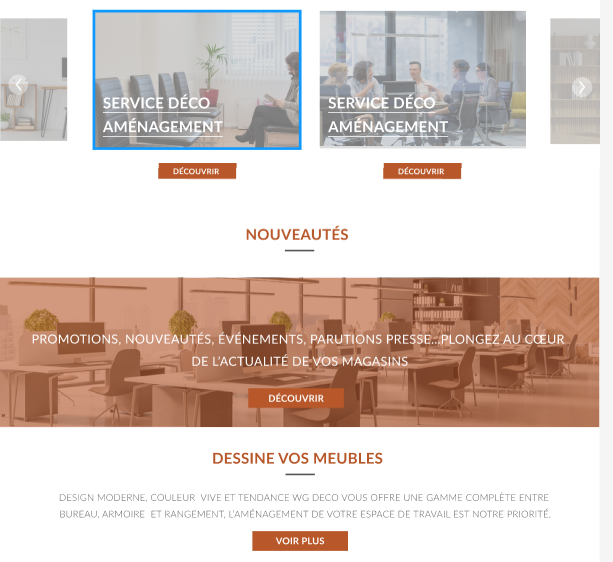 SERVICE DÉCO
AMÉNAGEMENT
SERVICE DÉCO
AMÉNAGEMENT
DÉCOUVRIR
DÉCOUVRIR
NOUVEAUTÉS
PROMOTIONS, NOUVEAUTÉS, ÉVÉNEMENTS, PARUTIONS PRESSE...PLONGEZ AU CŒUR
DE L'ACTUALITÉ DE VOS MAGASINS
DÉCOUVRIR
DESSINE VOS MEUBLES
DESIGN MODERNE, COULEUR VIVE ET TENDANCE WG DECO VOUS OFFRE UNE GAMME COMPLÈTE ENTRE
BUREAU, ARMOIRE ET RANGEMENT, L'AMÉNAGEMENT DE VOTRE ESPACE DE TRAVAIL EST NOTRE PRIORITÉ.
VOIR PLUS